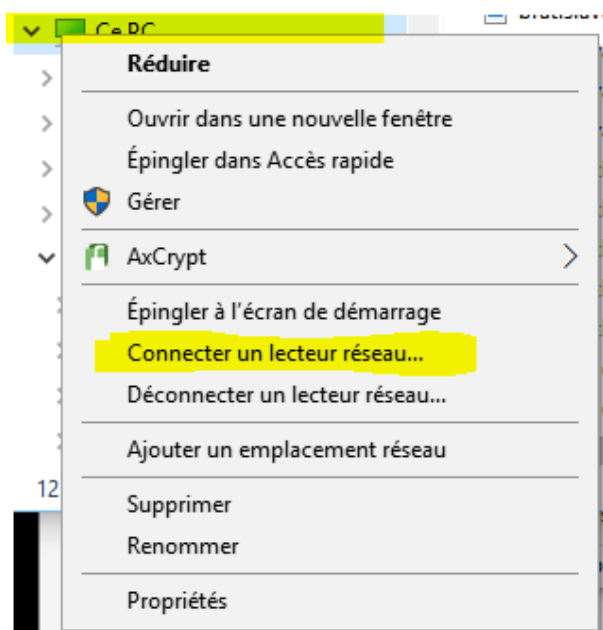 Ce PC
Réduire
Ouvrir dans une nouvelle fenêtre
Épingler dans Accès rapide
Gérer
AxCrypt
Épingler à l'écran de démarrage
Connecter un lecteur réseau...
Déconnecter un lecteur réseau...
Ajouter un emplacement réseau
12
Supprimer
Renommer
Propriétés